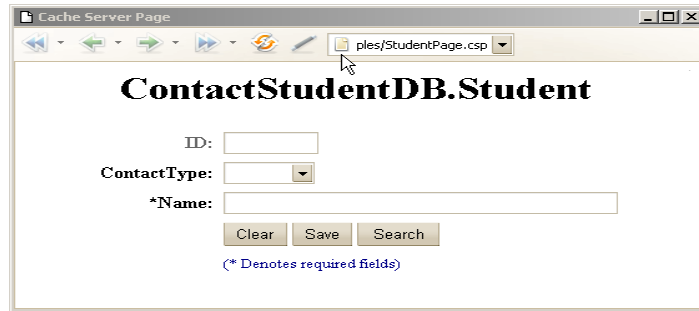 Cache Server Page
ples/StudentPage.csp
ContactStudentDB.Student
ID:
ContactType:
*Name:
Clear Save Search
(* Denotes required fields)